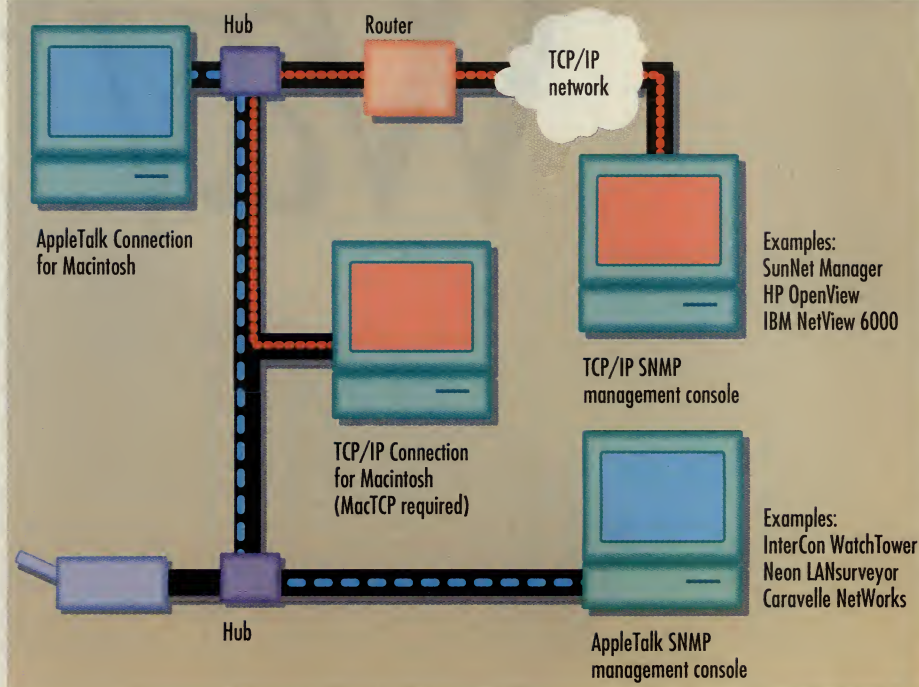 Hub
Router
TCP/IP
network
AppleTalk Connection
for Macintosh
Examples:
SunNet Manager
HP OpenView
IBM NetView 6000
TCP/IP SNMP
management console
TCP/IP Connection
for Macintosh
(MacTCP required)
Examples:
InterCon WatchTower
Neon LANsurveyor
Caravelle NetWorks
Hub
AppleTalk SNMP
management console